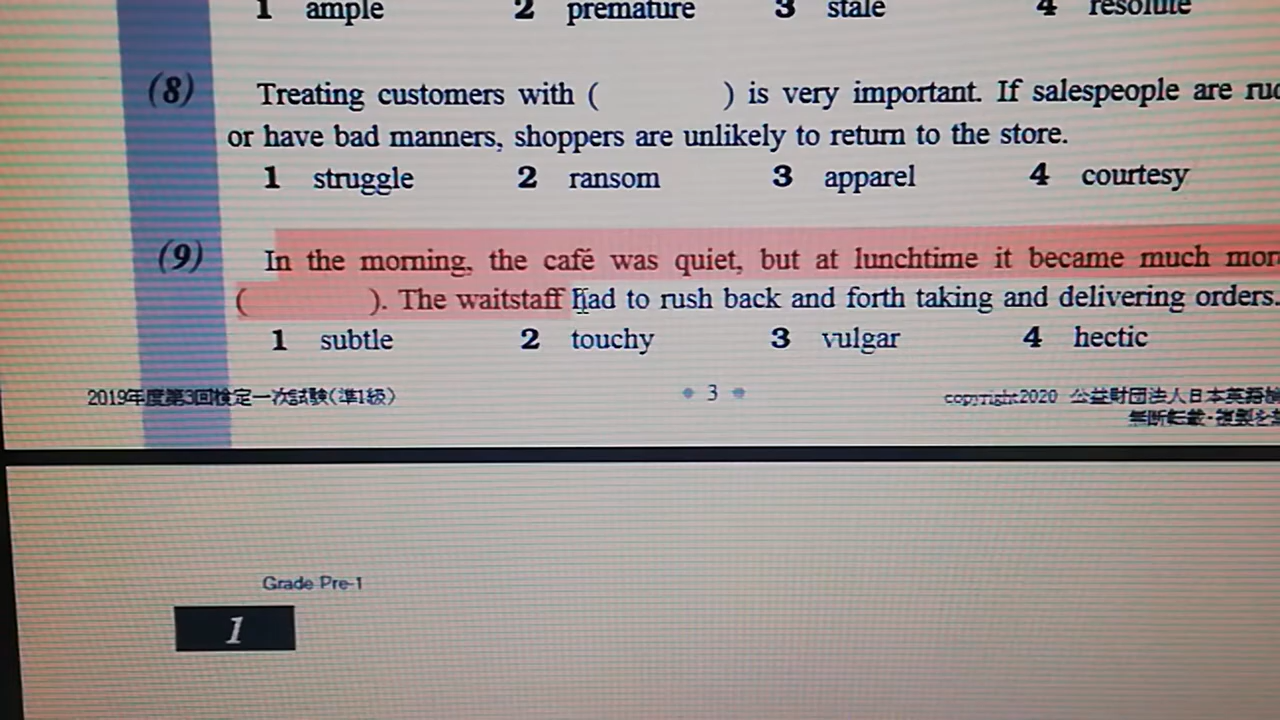 1 ample 2 premature 3 stale 4 resolute
(8) Treating customers with ( ) is very important. If salespeople are
or have bad manners, shoppers are unlikely to return to the store.
1 struggle 2 ransom 3 apparel 4 courtesy
(9) In the morning, the café was quiet, but at lunchtime it became much
( ). The waitstaff had to rush back and forth taking and delivering orders.
1 subtle 2 touchy 3 vulgar 4 hectic
2019年度第3回検定一次試験(準1級)
3
copyright2020 公益財団法人日本英語
無断転載・複製を
Grade Pre-1
1